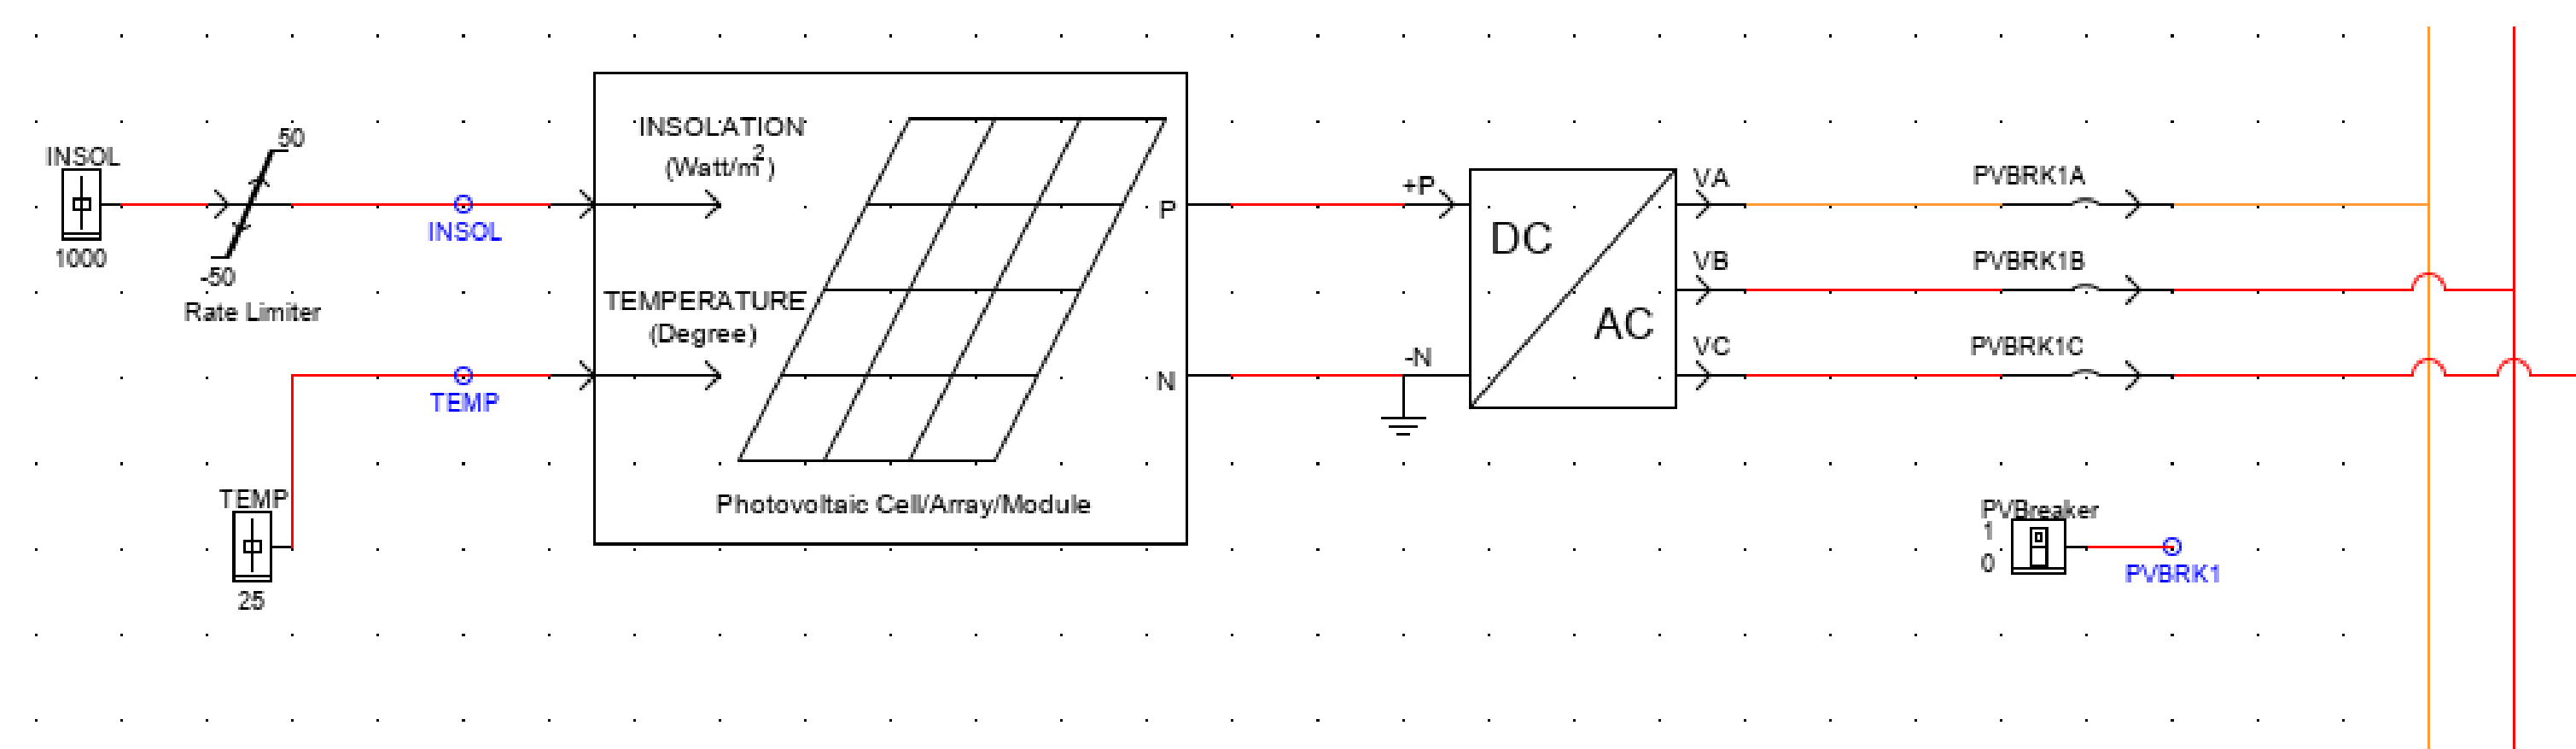 INSOL
1000
50
-50
Rate Limiter
INSOL
TEMP
25
TEMP
INSOLATION
(Watt/m²)
TEMPERATURE
(Degree)
P
N
Photovoltaic Cell/Array/Module
+P
-N
DC
AC
VA
VB
VC
PVBRK1A
PVBRK1B
PVBRK1C
PVBreaker
1
0
PVBRK1